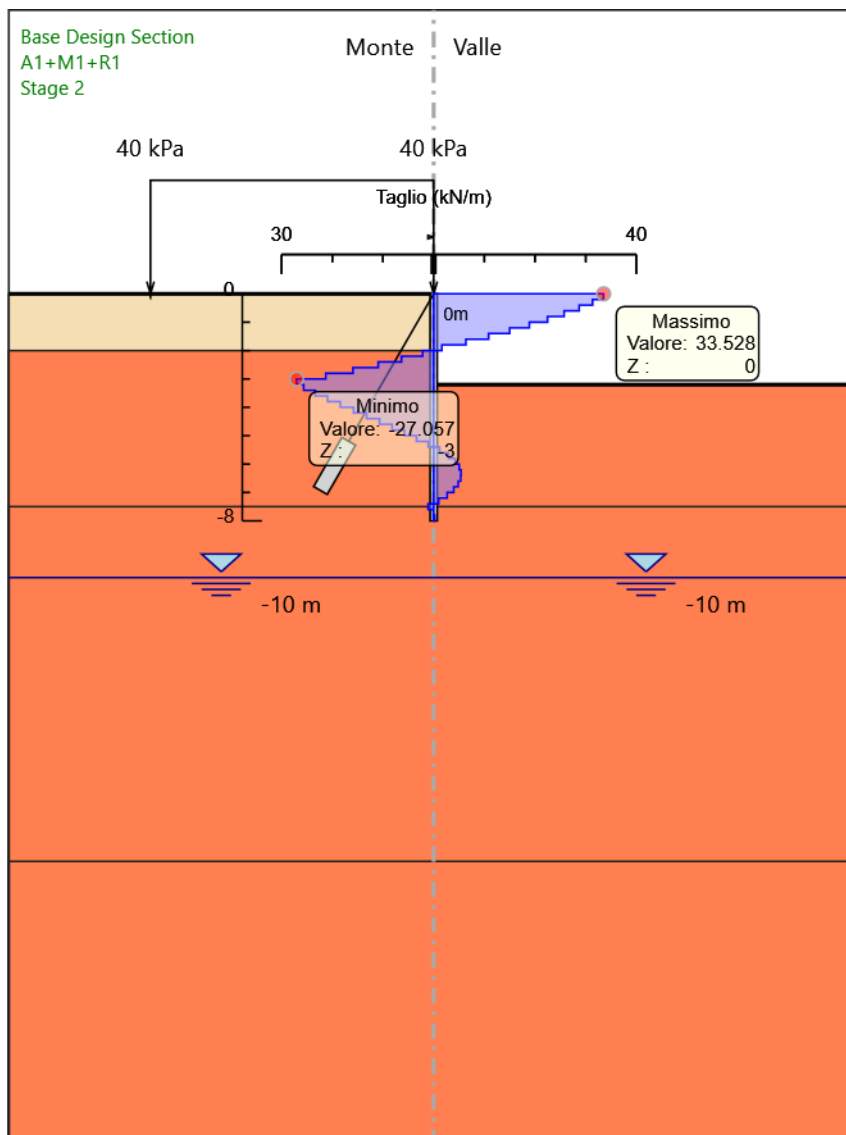 Base Design Section
A1+M1+R1
Stage 2
Monte
Valle
40 kPa
40 kPa
Taglio (kN/m)
30
40
0
0m
Massimo
Valore: 33.528
Z : 0
Minimo
Valore: -27.057
Z : -3
-8
-10 m
-10 m